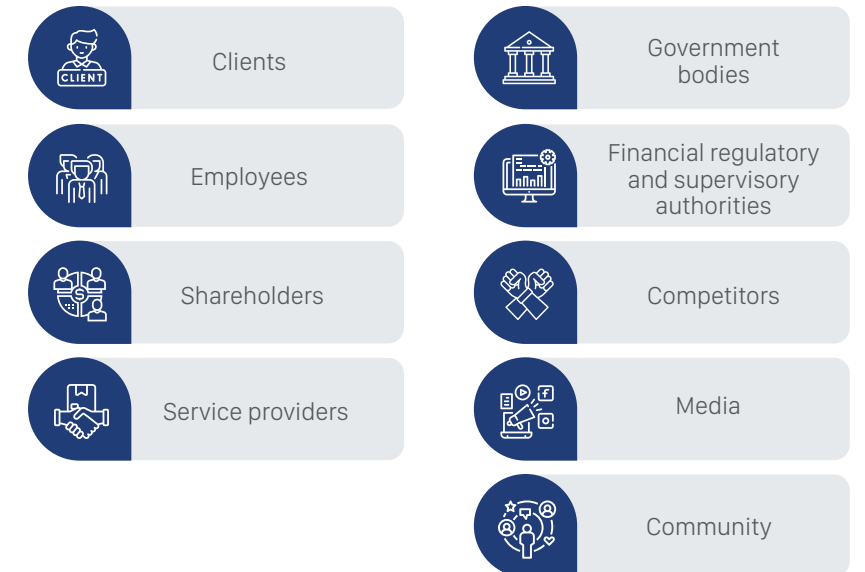 CLIENT
Clients
Employees
Shareholders
Service providers
Government
bodies
Financial regulatory
and supervisory
authorities
Competitors
Media
Community